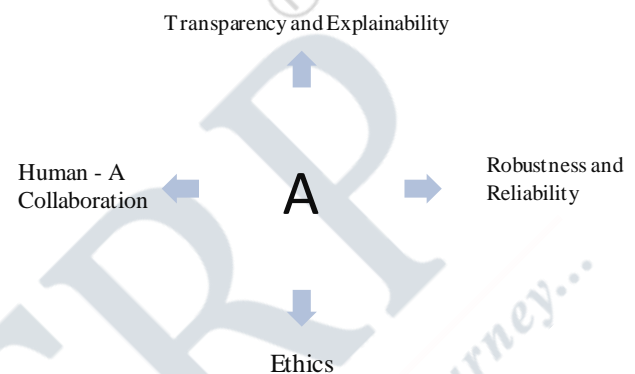 Transparency and Explainability
Human - A
Collaboration
A
Robustness and
Reliability
Ethics